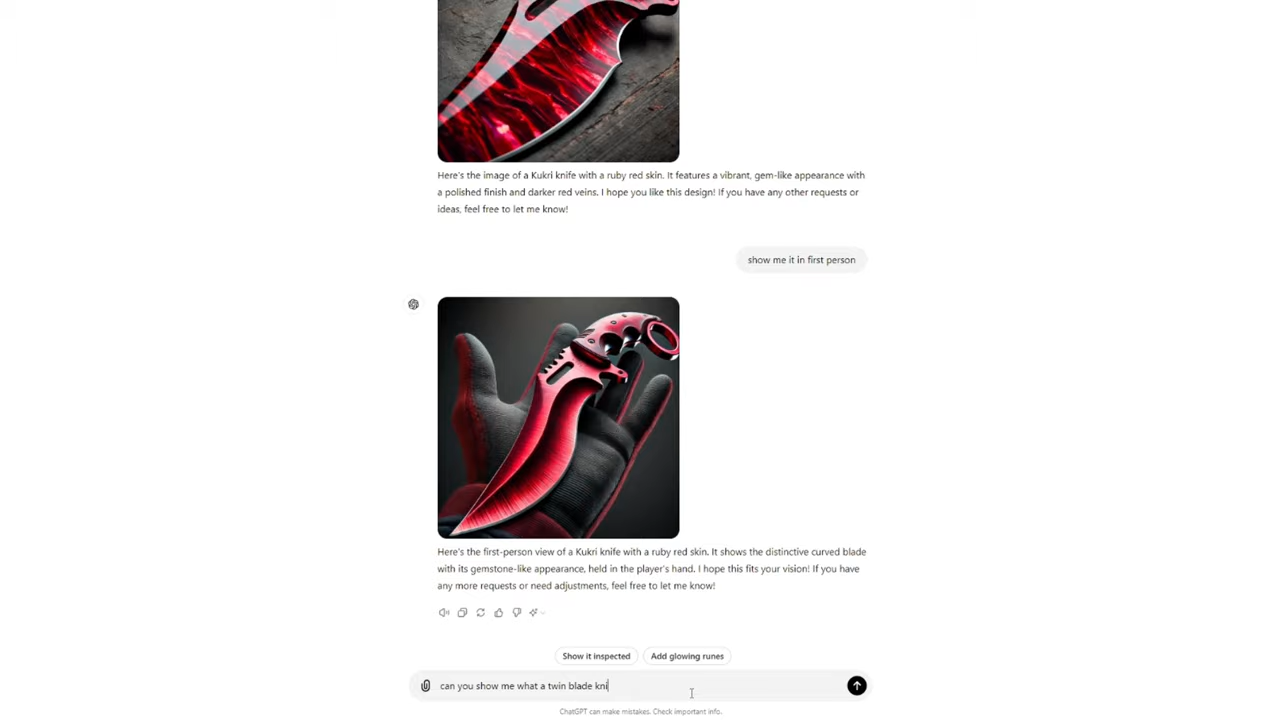 Here's the image of a Kukri knife with a ruby red skin. It features a vibrant, gem-like appearance with
a polished finish and darker red veins. I hope you like this design! If you have any other requests or
ideas, feel free to let me know!
show me it in first person
Here's the first-person view of a Kukri knife with a ruby red skin. It shows the distinctive curved blade
with its gemstone-like appearance, held in the player's hand. I hope this fits your vision! If you have
any more requests or need adjustments, feel free to let me know!
Show it inspected
Add glowing runes
can you show me what a twin blade kni
ChatGPT can make mistakes. Check important info.